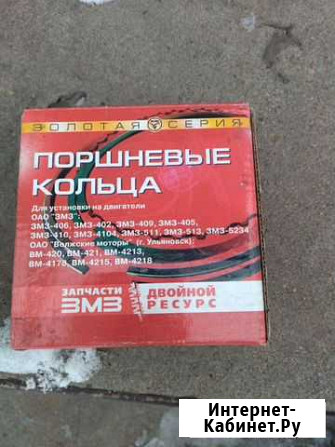 ЗОЛОТАЯ СЕРИЯ
ПОРШНЕВЫЕ
КОЛЬЦА
Для установки на двигатели
ОАО "ЗМЗ":
ЗМЗ-406, ЗМЗ-402, ЗМЗ-409, ЗМЗ-405,
ЗМЗ-410, ЗМЗ-4104, ЗМЗ-511, ЗМЗ-513, ЗМЗ-5234
ОАО "Волжские моторы" (г. Ульяновск):
ВМ-420, ВМ-421, ВМ-4213,
ВМ-4178, ВМ-4215, ВМ-4218
ЗАПЧАСТИ
ЗМЗ
ДВОЙНОЙ
РЕСУРС
Интернет-
Кабинет.Ру